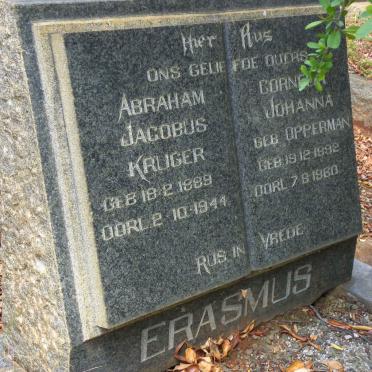 Hier Rus
ONS GELIEFDE OUERS
ABRAHAM
JACOBUS
KRUGER
GEB 18·2·1889
OORL. 2·10·1944
JOHANNA
GEB OPPERMAN
GEB 19·12·1892
OORL 7·8·1960
RUS IN VREDE
ERASMUS